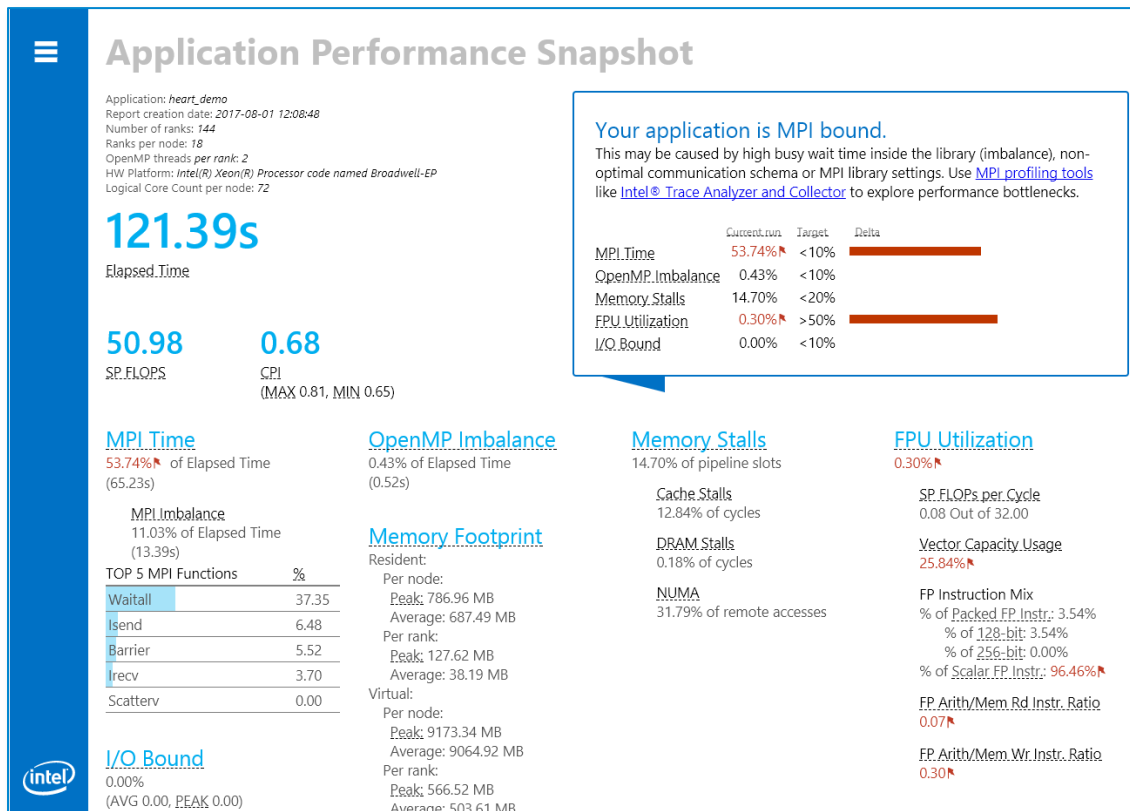 Application Performance Snapshot
Application: heart_demo
Report creation date: 2017-08-01 12:08:48
Number of ranks: 144
Ranks per node: 18
OpenMP threads per rank: 2
HW Platform: Intel(R) Xeon(R) Processor code named Broadwell-EP
Logical Core Count per node: 72
121.39s
Elapsed Time
50.98
SP FLOPS
0.68
CPI
(MAX 0.81, MIN 0.65)
Your application is MPI bound.
This may be caused by high busy wait time inside the library (imbalance), non-
optimal communication schema or MPI library settings. Use MPI profiling tools
like Intel® Trace Analyzer and Collector to explore performance bottlenecks.
Current run Target Delta
MPI Time 53.74% <10%
OpenMP Imbalance 0.43% <10%
Memory Stalls 14.70% <20%
FPU Utilization 0.30% >50%
I/O Bound 0.00% <10%
MPI Time
53.74% of Elapsed Time
(65.23s)
MPI Imbalance
11.03% of Elapsed Time
(13.39s)
TOP 5 MPI Functions %
Waitall 37.35
Isend 6.48
Barrier 5.52
Irecv 3.70
Scatterv 0.00
I/O Bound
0.00%
(AVG 0.00, PEAK 0.00)
OpenMP Imbalance
0.43% of Elapsed Time
(0.52s)
Memory Footprint
Resident:
Per node:
Peak: 786.96 MB
Average: 687.49 MB
Per rank:
Peak: 127.62 MB
Average: 38.19 MB
Virtual:
Per node:
Peak: 9173.34 MB
Average: 9064.92 MB
Per rank:
Peak: 566.52 MB
Average: 503.61 MB
Memory Stalls
14.70% of pipeline slots
Cache Stalls
12.84% of cycles
DRAM Stalls
0.18% of cycles
NUMA
31.79% of remote accesses
FPU Utilization
0.30%
SP FLOPs per Cycle
0.08 Out of 32.00
Vector Capacity Usage
25.84%
FP Instruction Mix
% of Packed FP Instr.: 3.54%
% of 128-bit: 3.54%
% of 256-bit: 0.00%
% of Scalar FP Instr.: 96.46%
FP Arith/Mem Rd Instr. Ratio
0.07
FP Arith/Mem Wr Instr. Ratio
0.30
intel